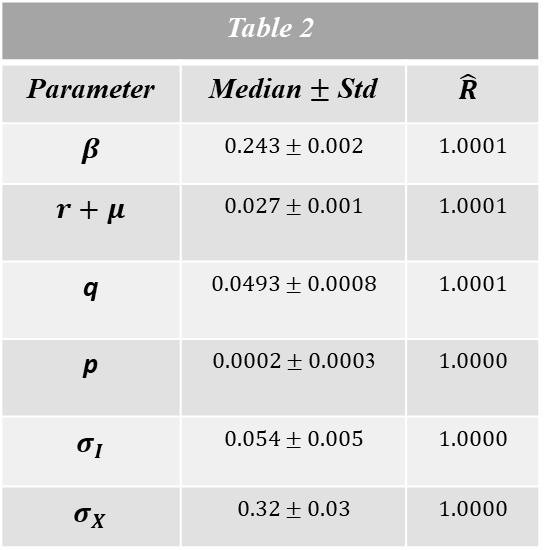 Table 2
Parameter Median ± Std R̂
β 0.243 ± 0.002 1.0001
r + μ 0.027 ± 0.001 1.0001
q 0.0493 ± 0.0008 1.0001
p 0.0002 ± 0.0003 1.0000
σ_I 0.054 ± 0.005 1.0000
σ_X 0.32 ± 0.03 1.0000